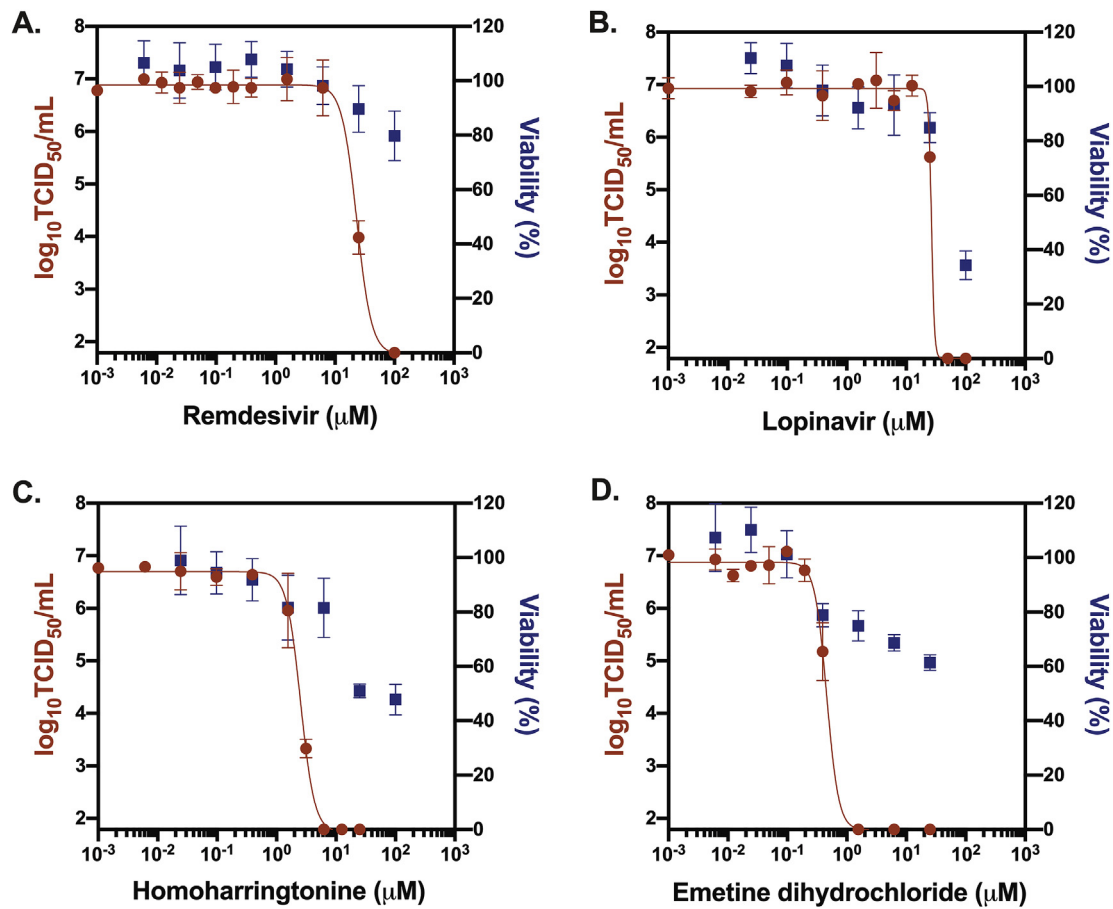 A.
8
7
6
5
4
3
2
log₁₀TCID₅₀/mL
120
100
80
60
40
20
0
Viability (%)
10⁻³ 10⁻² 10⁻¹ 10⁰ 10¹ 10² 10³
Remdesivir (μM)
B.
8
7
6
5
4
3
2
log₁₀TCID₅₀/mL
120
100
80
60
40
20
0
Viability (%)
10⁻³ 10⁻² 10⁻¹ 10⁰ 10¹ 10² 10³
Lopinavir (μM)
C.
8
7
6
5
4
3
2
log₁₀TCID₅₀/mL
120
100
80
60
40
20
0
Viability (%)
10⁻³ 10⁻² 10⁻¹ 10⁰ 10¹ 10² 10³
Homoharringtonine (μM)
D.
8
7
6
5
4
3
2
log₁₀TCID₅₀/mL
120
100
80
60
40
20
0
Viability (%)
10⁻³ 10⁻² 10⁻¹ 10⁰ 10¹ 10² 10³
Emetine dihydrochloride (μM)